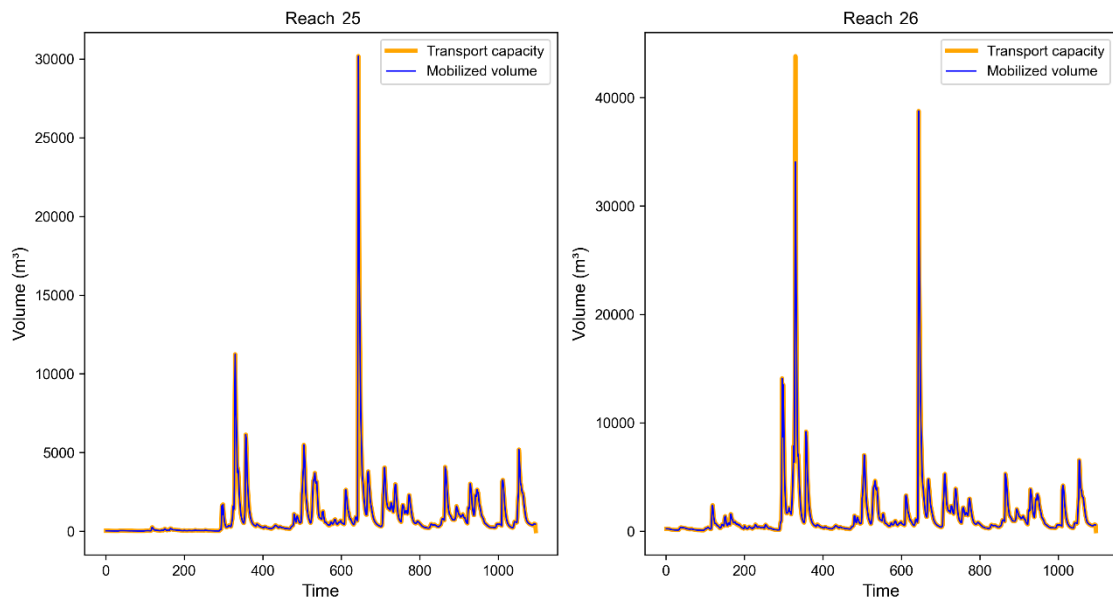 Reach 25
Transport capacity
Mobilized volume
30000
25000
20000
15000
10000
5000
0
Volume (m³)
0 200 400 600 800 1000
Time
Reach 26
Transport capacity
Mobilized volume
40000
30000
20000
10000
0
Volume (m³)
0 200 400 600 800 1000
Time